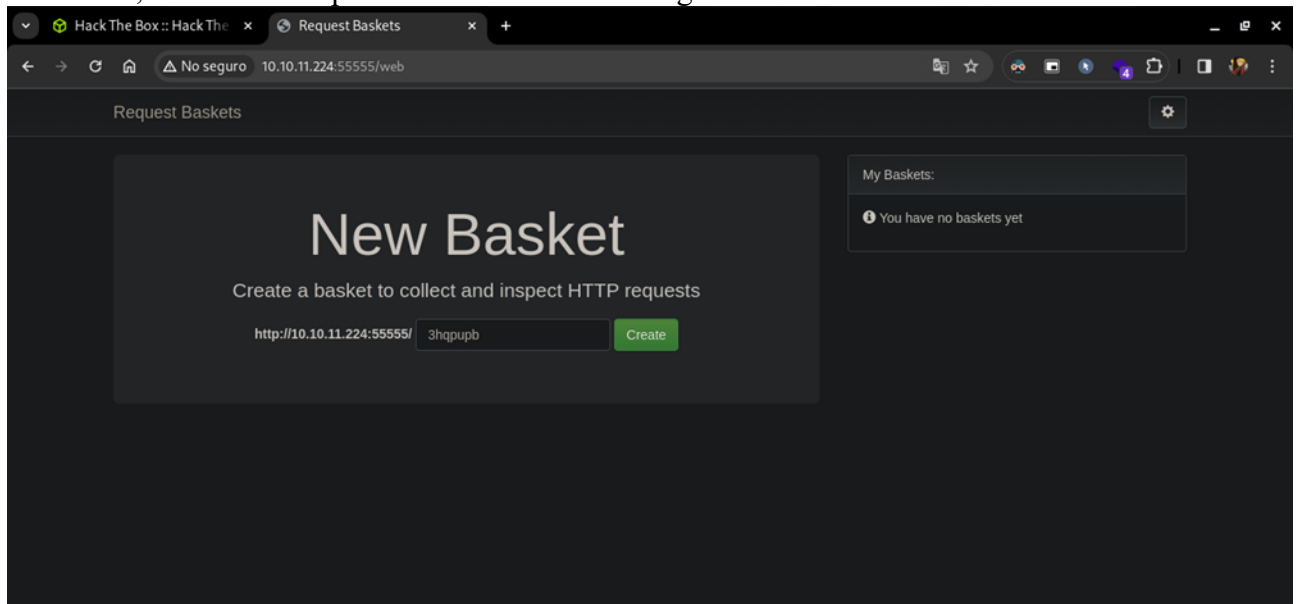 Hack The Box :: Hack The
Request Baskets
No seguro 10.10.11.224:55555/web
4
Request Baskets
New Basket
Create a basket to collect and inspect HTTP requests
http://10.10.11.224:55555/ 3hqpupb Create
My Baskets:
You have no baskets yet